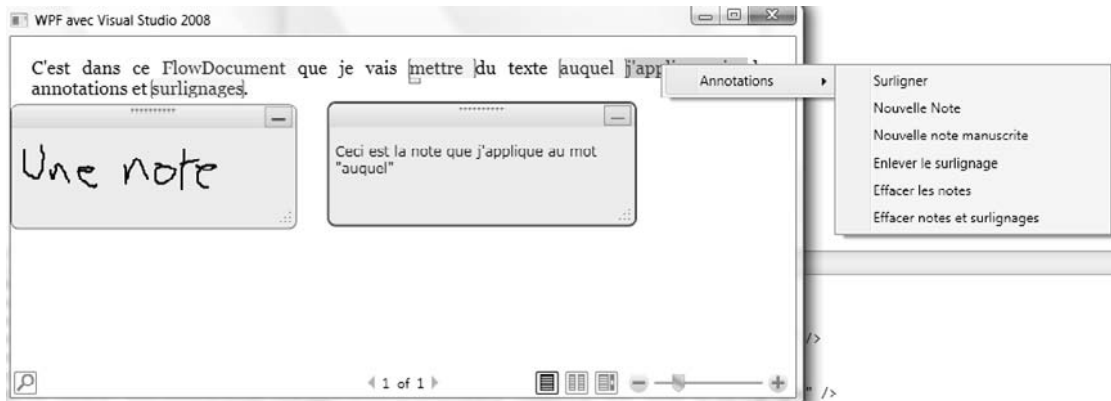 WPF avec Visual Studio 2008
C'est dans ce FlowDocument que je vais mettre du texte auquel j'app
annotations et surlignages.
Annotations
Surligner
Nouvelle Note
Nouvelle note manuscrite
Enlever le surlignage
Effacer les notes
Effacer notes et surlignages
Une note
Ceci est la note que j'applique au mot
"auquel"
/>
1 of 1
" />